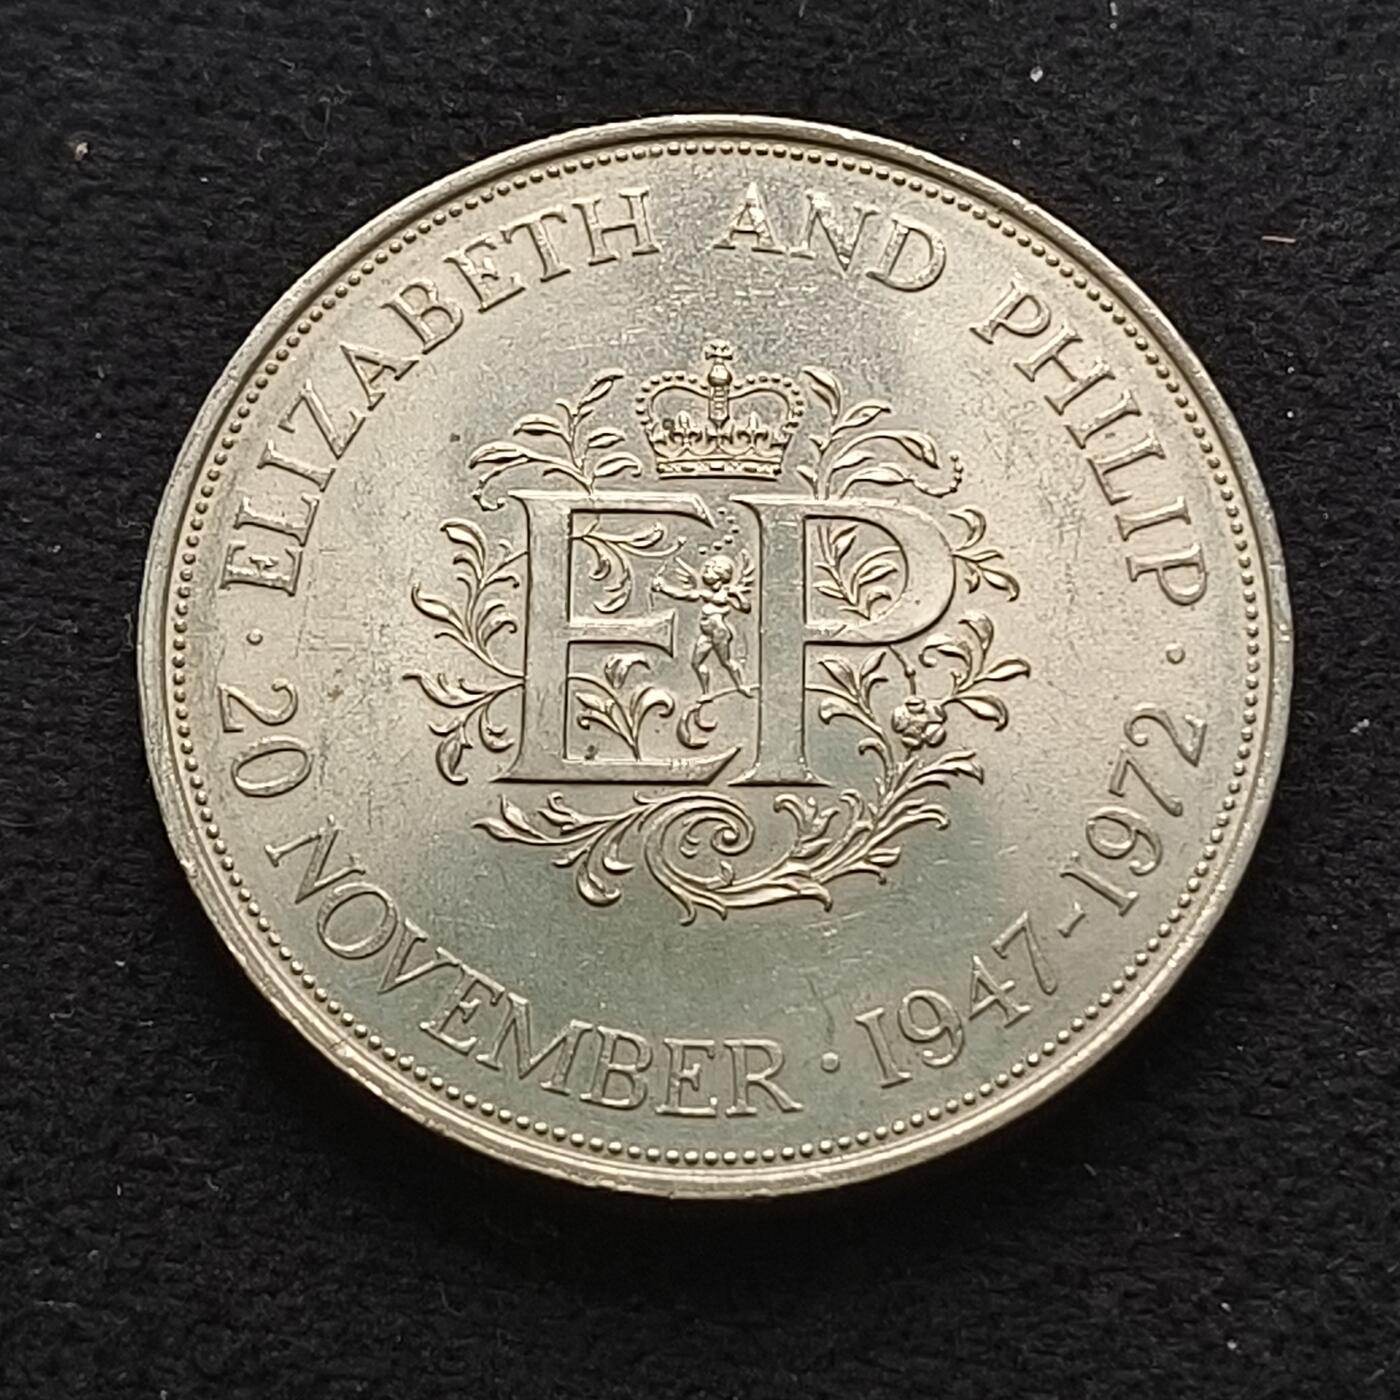 ELIZABETH AND PHILIP
· 20 NOVEMBER · 1947-1972 ·
EP